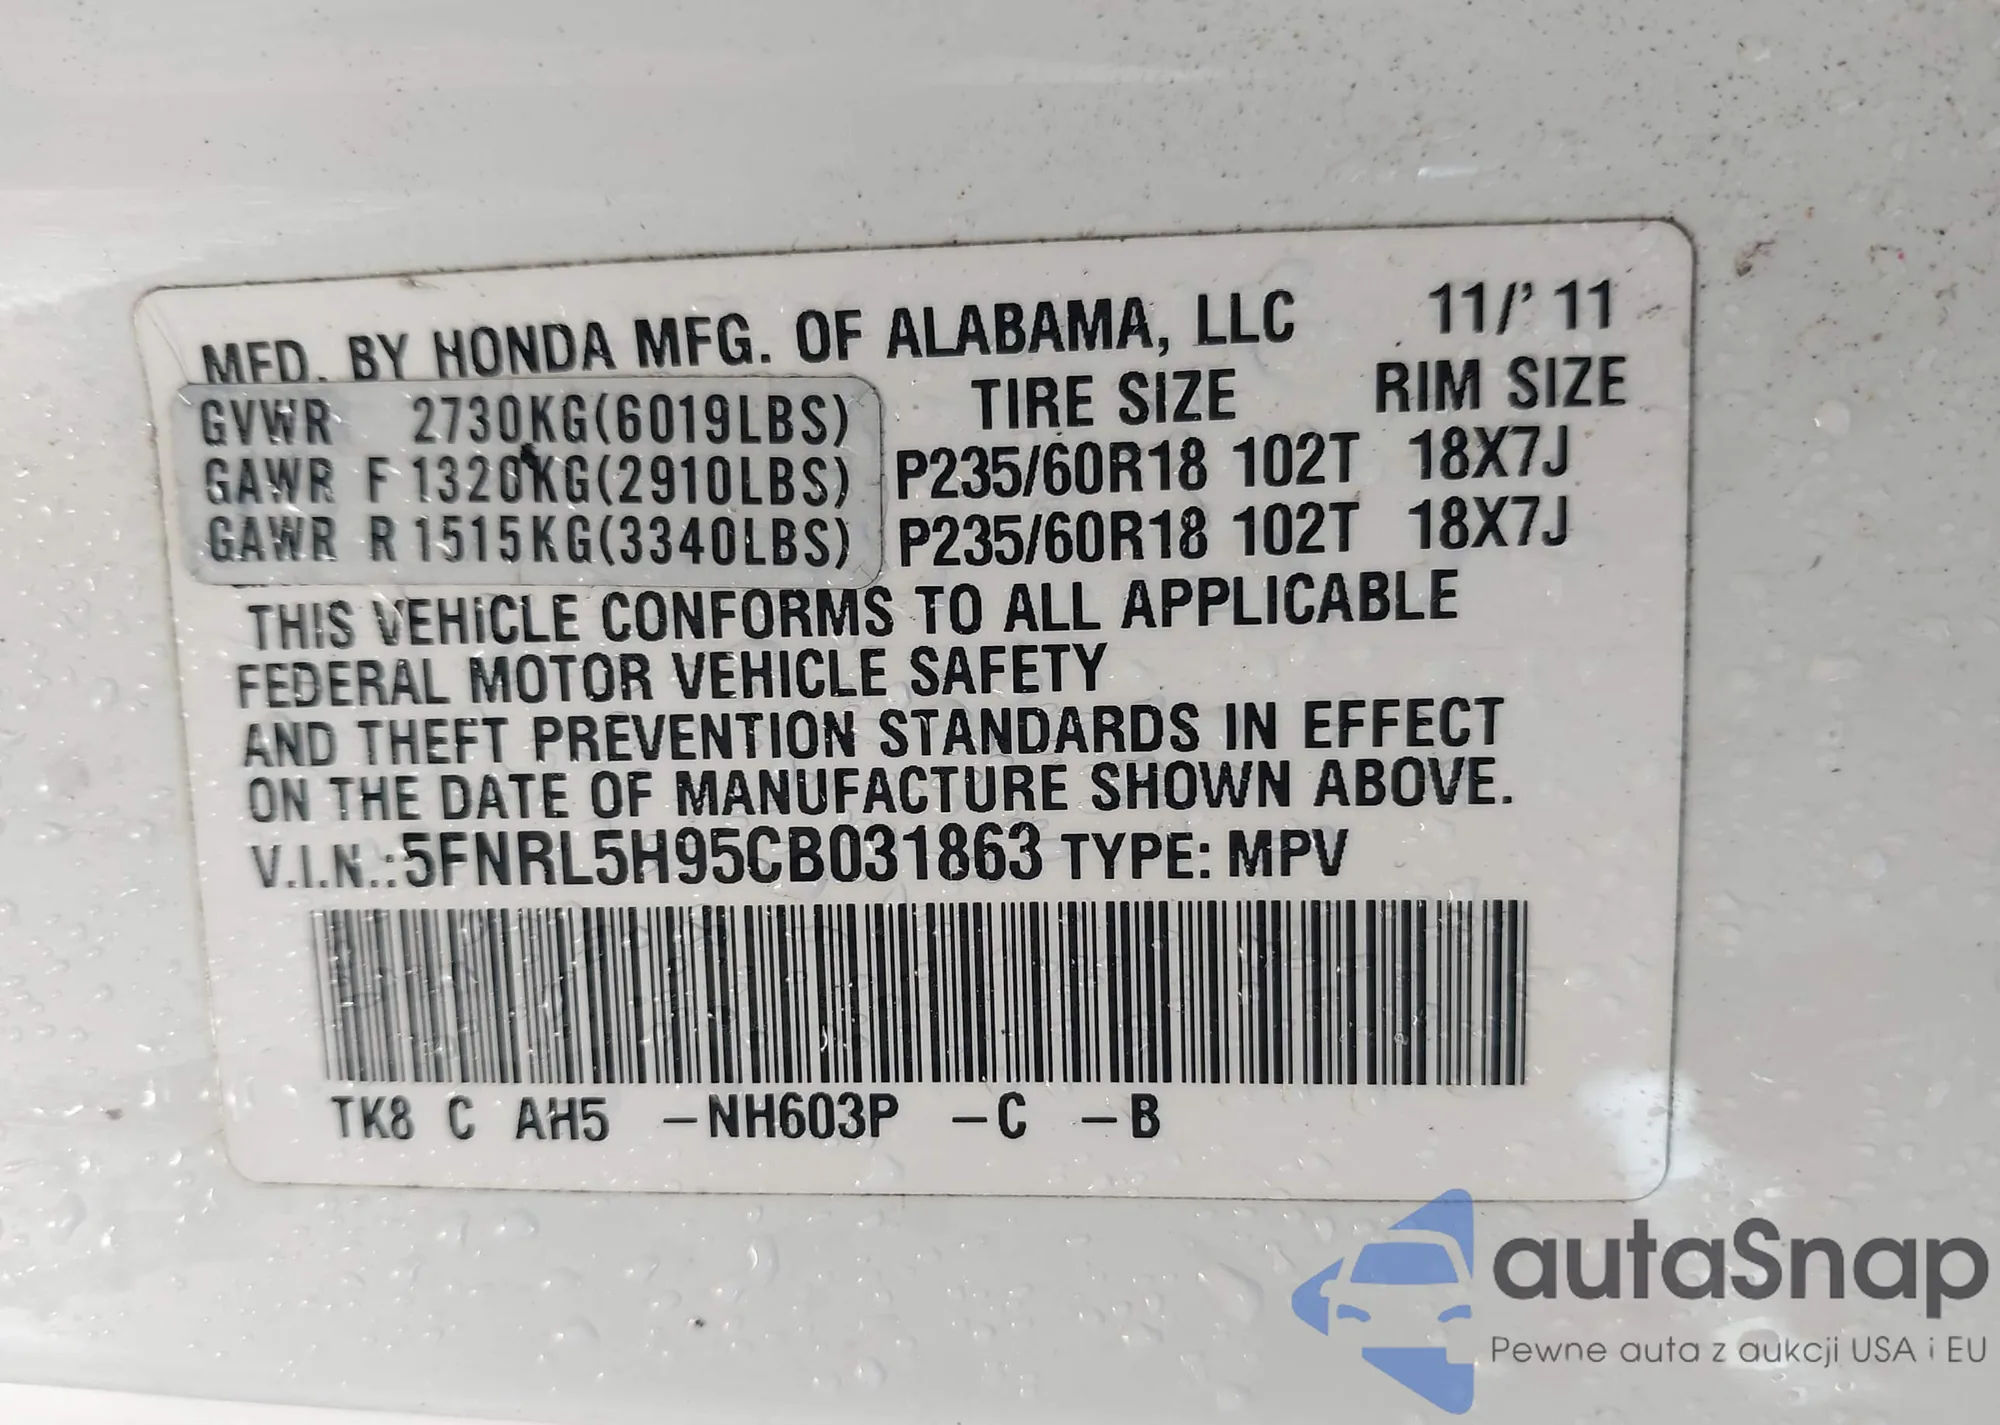 MFD. BY HONDA MFG. OF ALABAMA, LLC 11/'11
TIRE SIZE RIM SIZE
GVWR 2730KG(6019LBS)
GAWR F 1320KG(2910LBS) P235/60R18 102T 18X7J
GAWR R 1515KG(3340LBS) P235/60R18 102T 18X7J
THIS VEHICLE CONFORMS TO ALL APPLICABLE
FEDERAL MOTOR VEHICLE SAFETY
AND THEFT PREVENTION STANDARDS IN EFFECT
ON THE DATE OF MANUFACTURE SHOWN ABOVE.
V.I.N.:5FNRL5H95CB031863 TYPE: MPV
TK8 C AH5 –NH603P –C –B
autaSnap
Pewne auta z aukcji USA i EU